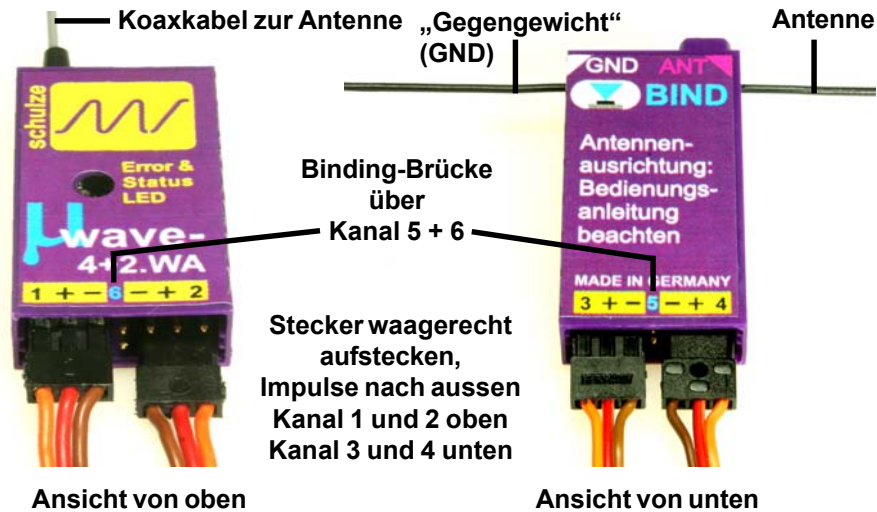 Koaxkabel zur Antenne
„Gegengewicht“
(GND)
Antenne
schulze
Error &
Status
LED
µwave-
4+2.WA
1 + − 6 − + 2
GND ANT
BIND
Antennen-
ausrichtung:
Bedienungs-
anleitung
beachten
MADE IN GERMANY
3 + − 5 − + 4
Binding-Brücke
über
Kanal 5 + 6
Stecker waagerecht
aufstecken,
Impulse nach aussen
Kanal 1 und 2 oben
Kanal 3 und 4 unten
Ansicht von oben
Ansicht von unten